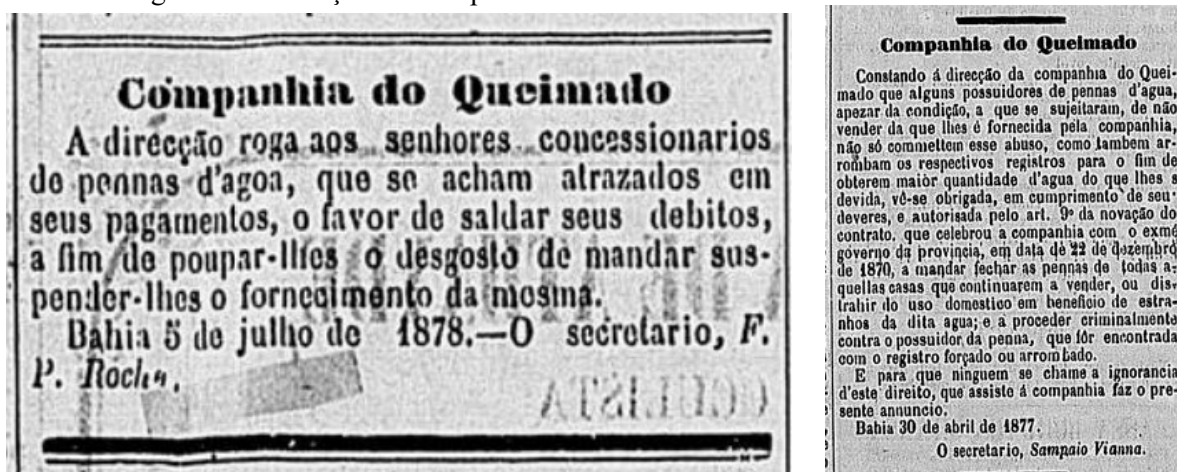 Companhia do Queimado
A direcção roga aos senhores concessionarios
de pennas d'agoa, que se acham atrazados em
seus pagamentos, o favor de saldar seus debitos,
a fim de poupar-lhes o desgosto de mandar sus-
pender-lhes o fornecimento da mesma.
Bahia 5 de julho de 1878.—O secretario, F.
P. Rocha.
OCULISTA
Companhia do Queimado
Constando á direcção da companhia do Quei-
mado que alguns possuidores de pennas d'agua,
apezar da condição, a que se sujeitaram, de não
vender da que lhes é fornecida pela companhia,
não só commettem esse abuso, como tambem ar-
rombam os respectivos registros para o fim de
obterem maior quantidade d'agua do que lhes s
devida, vê-se obrigada, em cumprimento de seu
deveres, e autorisada pelo art. 9º da novação do
contrato, que celebrou a companhia com o exmº
governo da provincia, em data de 22 de dezembro
de 1870, a mandar fechar as pennas de todas a-
quellas casas que continuarem a vender, ou dis-
trahir do uso domestico em beneficio de estra-
nhos da dita agua; e a proceder criminalmente
contra o possuidor da penna, que fôr encontrada
com o registro forçado ou arrombado.
E para que ninguem se chame a ignorancia
d'este direito, que assiste á companhia faz o pre-
sente annuncio.
Bahia 30 de abril de 1877.
O secretario, Sampaio Vianna.